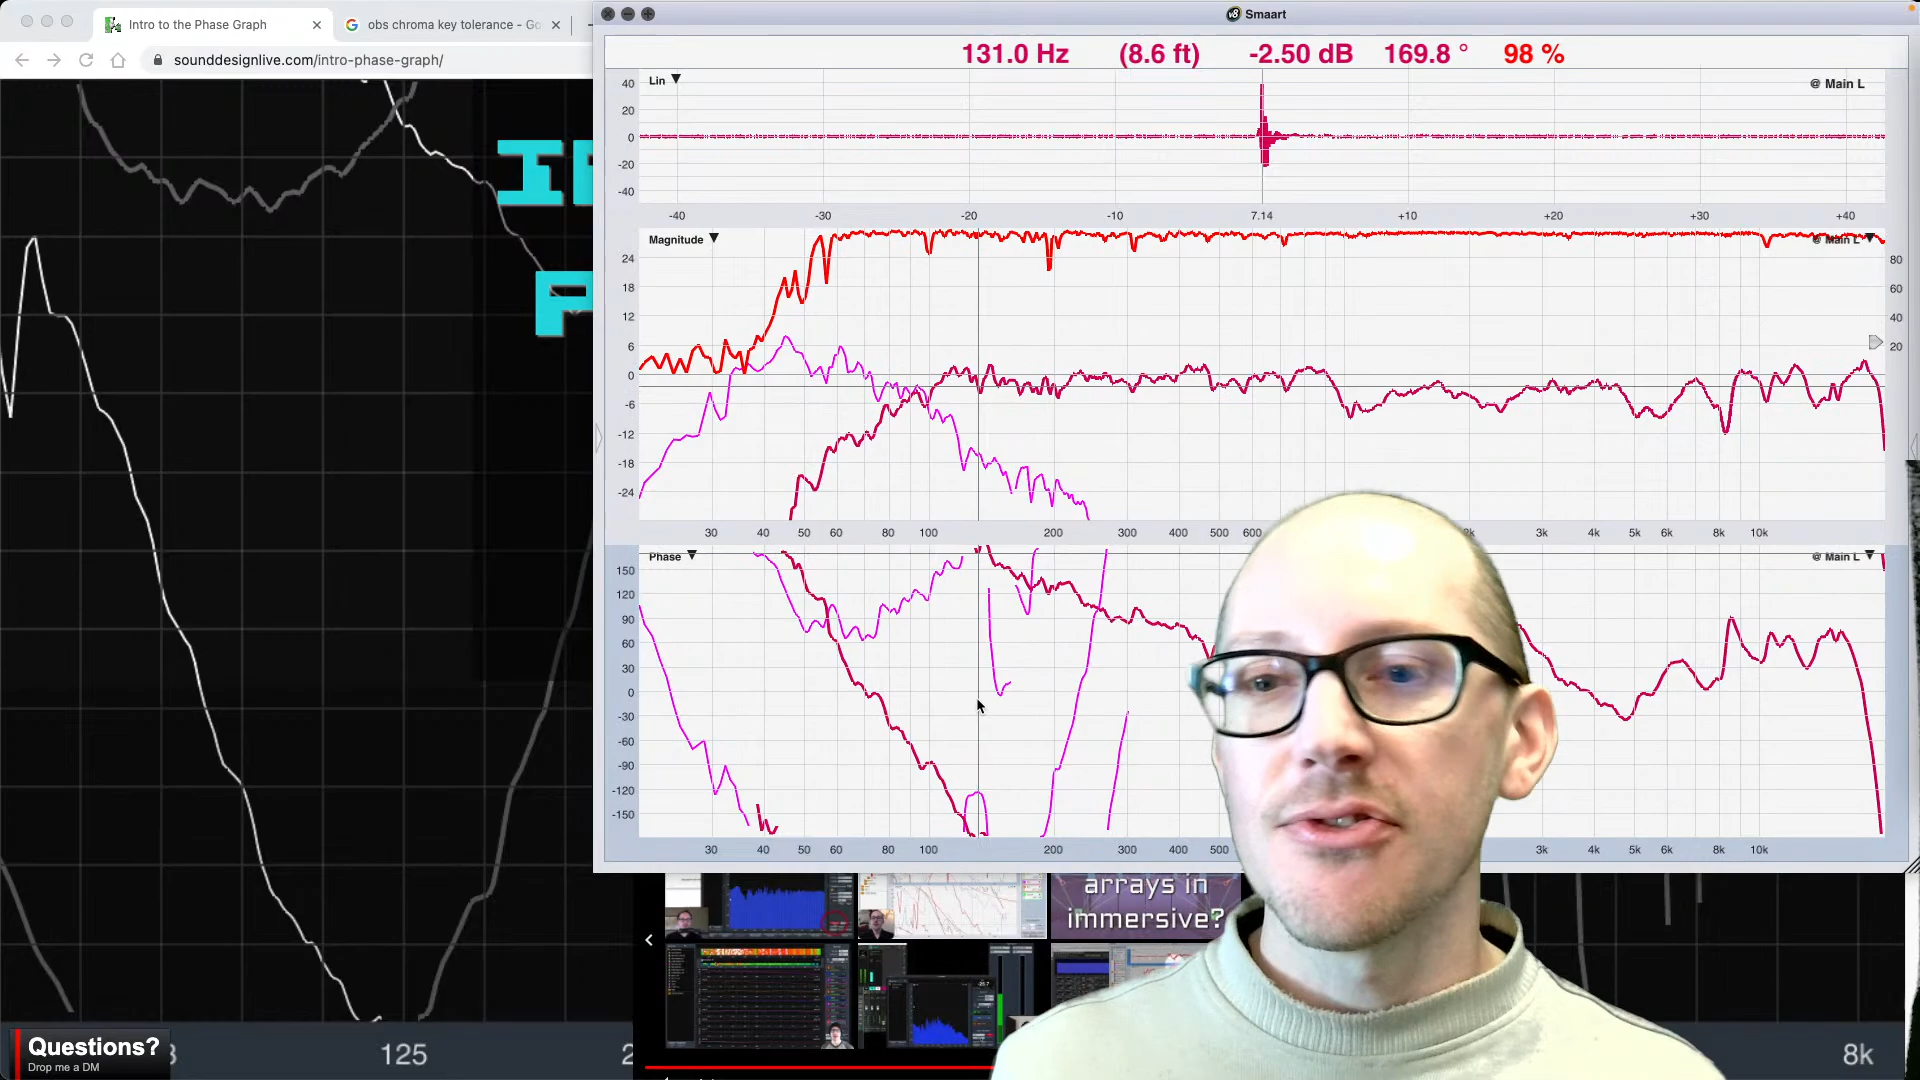 Intro to the Phase Graph
obs chroma key tolerance - Go
sounddesignlive.com/intro-phase-graph/
Smaart
131.0 Hz (8.6 ft) -2.50 dB 169.8 ° 98 %
Lin
@ Main L
40
20
0
-20
-40
-40 -30 -20 -10 7.14 +10 +20 +30 +40
Magnitude
@ Main L
24
18
12
6
0
-6
-12
-18
-24
80
60
40
20
30 40 50 60 80 100 200 300 400 500 600 3k 4k 5k 6k 8k 10k
Phase
@ Main L
150
120
90
60
30
0
-30
-60
-90
-120
-150
30 40 50 60 80 100 200 300 400 500 3k 4k 5k 6k 8k 10k
arrays in
immersive?
Questions?
Drop me a DM
125
8k